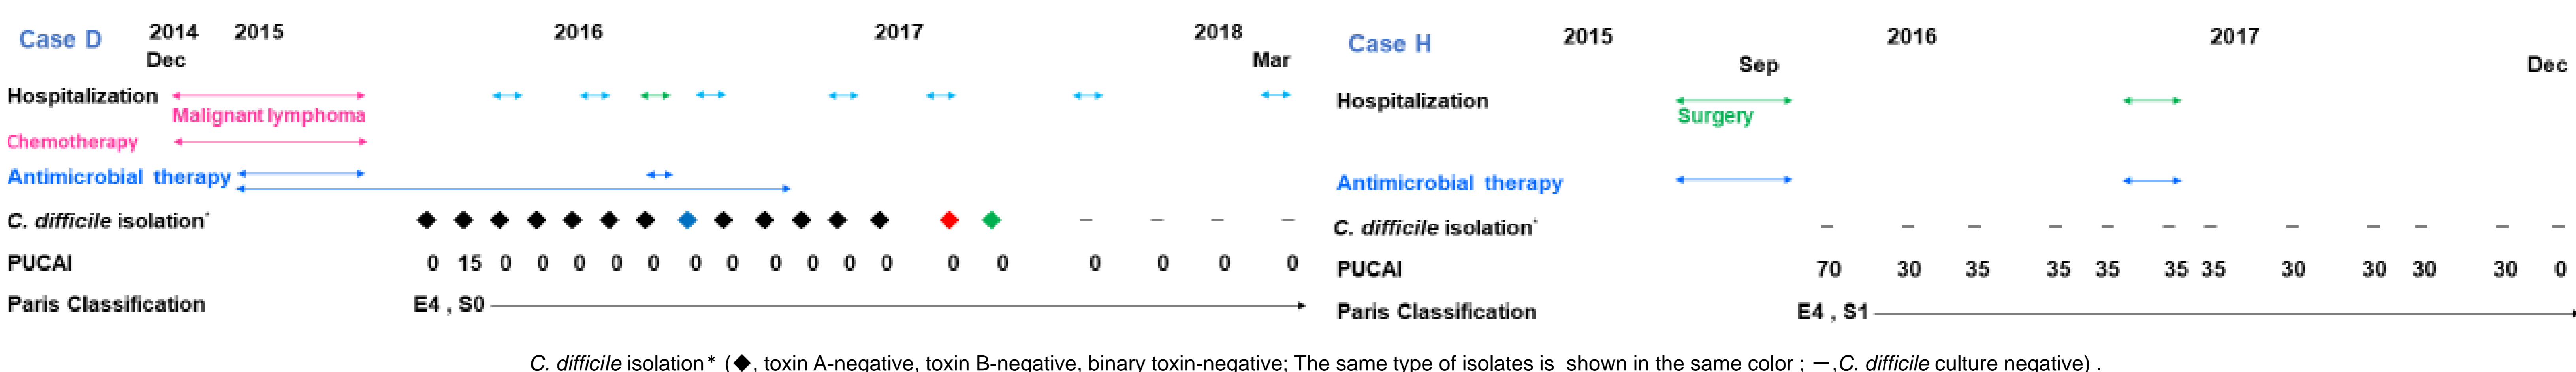 Case D
2014 2015 2016 2017 2018
Dec Mar
Hospitalization
Malignant lymphoma
Chemotherapy
Antimicrobial therapy
C. difficile isolation* ◆ ◆ ◆ ◆ ◆ ◆ ◆ ◆ ◆ ◆ ◆ ◆ ◆ ◆ ◆ – – – –
PUCAI 0 15 0 0 0 0 0 0 0 0 0 0 0 0 0 0 0 0 0
Paris Classification E4 , S0
Case H
2015 2016 2017
Sep Dec
Hospitalization
Surgery
Antimicrobial therapy
C. difficile isolation* – – – – – – – – – – – –
PUCAI 70 30 35 35 35 35 35 30 30 30 30 0
Paris Classification E4 , S1
C. difficile isolation* (◆, toxin A-negative, toxin B-negative, binary toxin-negative; The same type of isolates is shown in the same color ; –,C. difficile culture negative) .